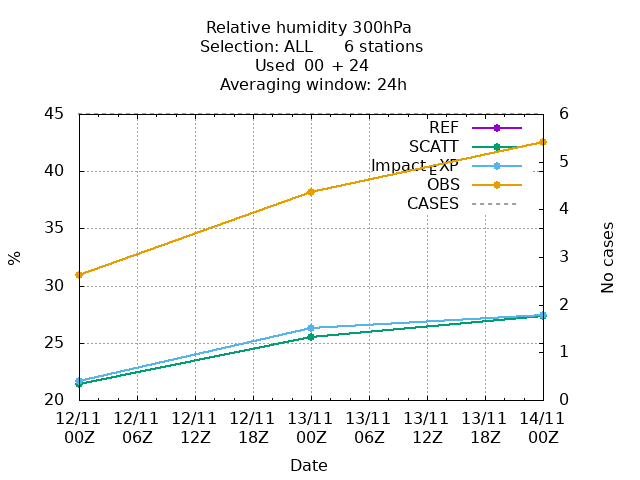 Relative humidity 300hPa
Selection: ALL 6 stations
Used 00 + 24
Averaging window: 24h
45 6
REF
SCATT
Impact_EXP
OBS
CASES
40
35
30
25
20
5
4
3
2
1
0
%
No cases
12/11 12/11 12/11 12/11 13/11 13/11 13/11 13/11 14/11
00Z 06Z 12Z 18Z 00Z 06Z 12Z 18Z 00Z
Date